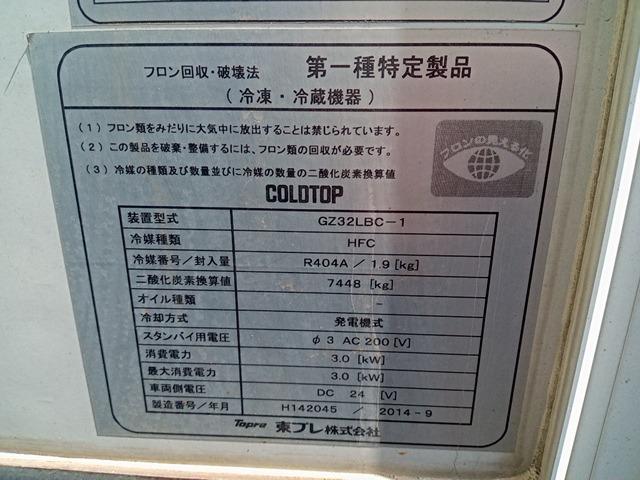 フロン回収・破壊法 第一種特定製品
(冷凍・冷蔵機器)
(1) フロン類をみだりに大気中に放出することは禁じられています。
(2) この製品を破棄・整備するには、フロン類の回収が必要です。
(3) 冷媒の種類及び数量並びに冷媒の数量の二酸化炭素換算値
フロンの見える化
COLDTOP
装置型式 GZ32LBC-1
冷媒種類 HFC
冷媒番号/封入量 R404A / 1.9 [kg]
二酸化炭素換算値 7448 [kg]
オイル種類 -
冷却方式 発電機式
スタンバイ用電圧 φ3 AC 200 [V]
消費電力 3.0 [kW]
最大消費電力 3.0 [kW]
車両側電圧 DC 24 [V]
製造番号/年月 H142045 / 2014-9
Topre 東プレ株式会社